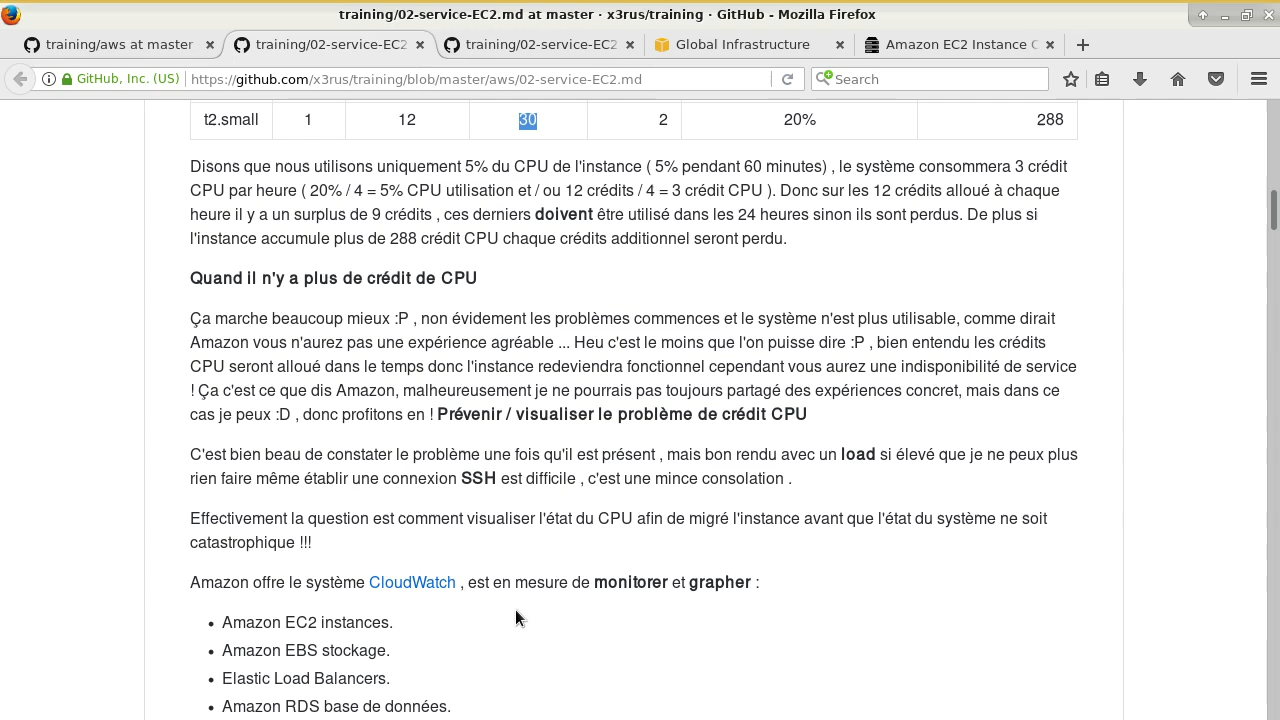 training/02-service-EC2.md at master · x3rus/training · GitHub - Mozilla Firefox
training/aws at master
training/02-service-EC2
training/02-service-EC2
Global Infrastructure
Amazon EC2 Instance C
GitHub, Inc. (US)
https://github.com/x3rus/training/blob/master/aws/02-service-EC2.md
Search
t2.small 1 12 30 2 20% 288
Disons que nous utilisons uniquement 5% du CPU de l'instance ( 5% pendant 60 minutes) , le système consommera 3 crédit
CPU par heure ( 20% / 4 = 5% CPU utilisation et / ou 12 crédits / 4 = 3 crédit CPU ). Donc sur les 12 crédits alloué à chaque
heure il y a un surplus de 9 crédits , ces derniers doivent être utilisé dans les 24 heures sinon ils sont perdus. De plus si
l'instance accumule plus de 288 crédit CPU chaque crédits additionnel seront perdu.
Quand il n'y a plus de crédit de CPU
Ça marche beaucoup mieux :P , non évidement les problèmes commences et le système n'est plus utilisable, comme dirait
Amazon vous n'aurez pas une expérience agréable ... Heu c'est le moins que l'on puisse dire :P , bien entendu les crédits
CPU seront alloué dans le temps donc l'instance redeviendra fonctionel cependant vous aurez une indisponibilité de service
! Ça c'est ce que dis Amazon, malheureusement je ne pourrais pas toujours partagé des expériences concret, mais dans ce
cas je peux :D , donc profitons en ! Prévenir / visualiser le problème de crédit CPU
C'est bien beau de constater le problème une fois qu'il est présent , mais bon rendu avec un load si élevé que je ne peux plus
rien faire même établir une connexion SSH est difficile , c'est une mince consolation .
Effectivement la question est comment visualiser l'état du CPU afin de migré l'instance avant que l'état du système ne soit
catastrophique !!!
Amazon offre le système CloudWatch , est en mesure de monitorer et grapher :
• Amazon EC2 instances.
• Amazon EBS stockage.
• Elastic Load Balancers.
• Amazon RDS base de données.